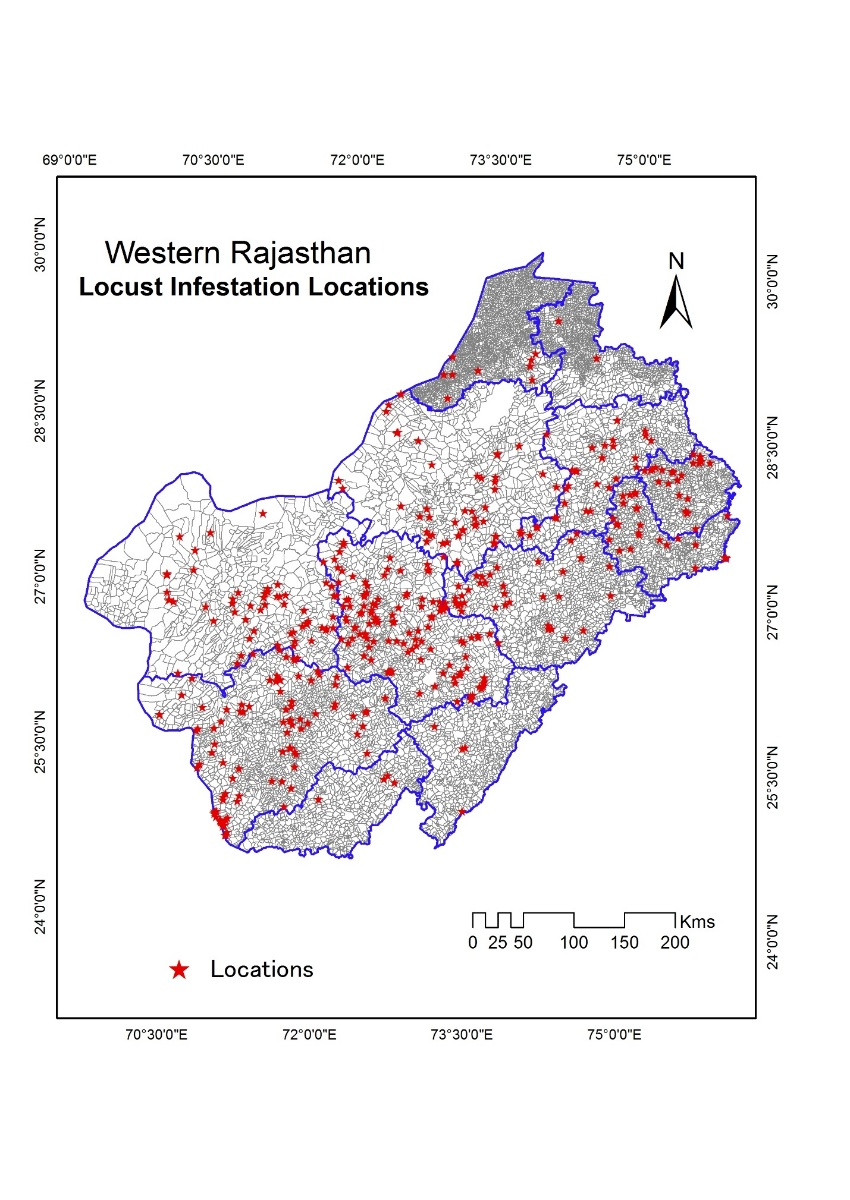 69°0'0"E 70°30'0"E 72°0'0"E 73°30'0"E 75°0'0"E
30°0'0"N
30°0'0"N
Western Rajasthan
N
Locust Infestation Locations
28°30'0"N
28°30'0"N
27°0'0"N
27°0'0"N
25°30'0"N
25°30'0"N
24°0'0"N
24°0'0"N
Kms
0 25 50 100 150 200
Locations
70°30'0"E 72°0'0"E 73°30'0"E 75°0'0"E